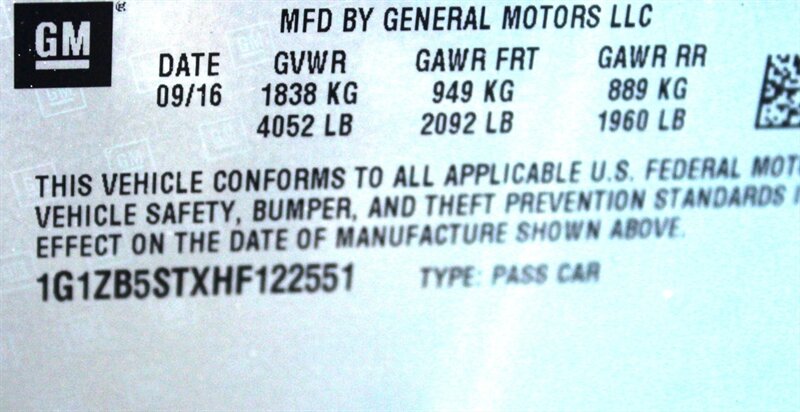 GM
MFD BY GENERAL MOTORS LLC
DATE GVWR GAWR FRT GAWR RR
09/16 1838 KG 949 KG 889 KG
4052 LB 2092 LB 1960 LB
THIS VEHICLE CONFORMS TO ALL APPLICABLE U.S. FEDERAL MOT
VEHICLE SAFETY, BUMPER, AND THEFT PREVENTION STANDARDS I
EFFECT ON THE DATE OF MANUFACTURE SHOWN ABOVE.
1G1ZB5STXHF122551 TYPE: PASS CAR